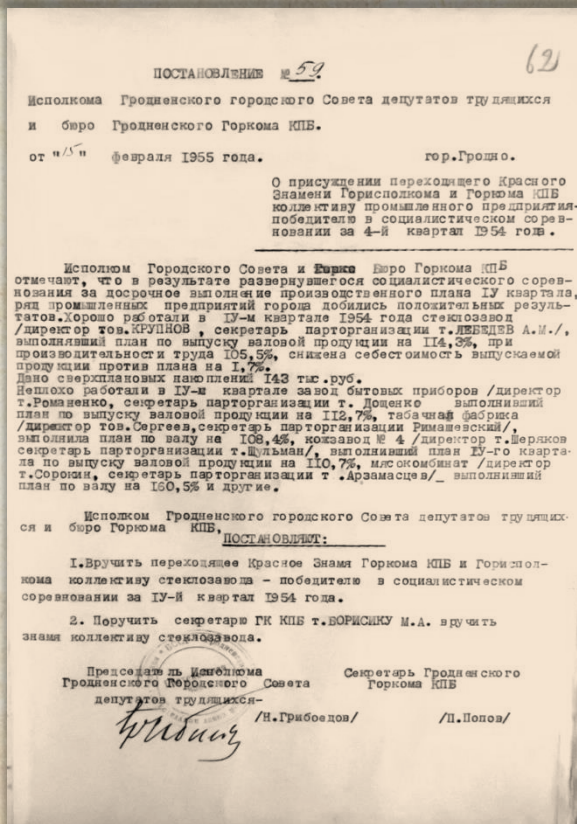 62
ПОСТАНОВЛЕНИЕ № 59
Исполкома Гродненского городского Совета депутатов трудящихся
и бюро Гродненского Горкома КПБ.
от "15" февраля 1955 года. гор.Гродно.
О присуждении переходящего Красного
Знамени Горисполкома и Горкома КПБ
коллективу промышленного предприятия-
победителю в социалистическом сорев-
новании за 4-й квартал 1954 года.
Исполком Городского Совета и Бюро Горкома КПБ
отмечают, что в результате развернувшегося социалистического сорев-
нования за досрочное выполнение производственного плана IУ квартала,
ряд промышленных предприятий города добились положительных резуль-
татов.Хорошо работали в IУ-м квартале 1954 года стеклозавод
/директор тов.КРУПНОВ, секретарь парторганизации т.ЛЕБЕДЕВ А.М./,
выполнявший план по выпуску валовой продукции на 114,3%, при
производительности труда 105,5%, снижена себестоимость выпускаемой
продукции против плана на 1,7%.
Дано сверхплановых накоплений 143 тыс.руб.
Неплохо работали в IУ-м квартале завод бытовых приборов /директор
т.Романенко, секретарь парторганизации т. Дощенко выполнивший
план по выпуску валовой продукции на 112,7%, табачная фабрика
/директор тов.Сергеев,секретарь парторганизации Римашевский/,
выполнила план по валу на 108,4%, кожзавод № 4 /директор т.Шеряков
секретарь парторганизации т.Шульман/, выполнивший план IУ-го кварта-
ла по выпуску валовой продукции на 110,7%, мясокомбинат /директор
т.Сорокин, секретарь парторганизации т.Арзамасцев/_ выполнивший
план по валу на 160,5% и другие.
Исполком Гродненского городского Совета депутатов трудящих-
ся и бюро Горкома КПБ,
ПОСТАНОВЛЯЮТ:
1.Вручить переходящее Красное Знамя Горкома КПБ и Горисп­ол-
кома коллективу стеклозавода - победителю в социалистическом
соревновании за IУ-й квартал 1954 года.
2. Поручить секретарю ГК КПБ т.БОРИСИКУ М.А. вручить
знамя коллективу стеклозавода.
Председатель Исполкома Секретарь Гродненского
Гродненского Городского Совета Горкома КПБ
депутатов трудящихся-
/Н.Грибоедов/ /П.Попов/